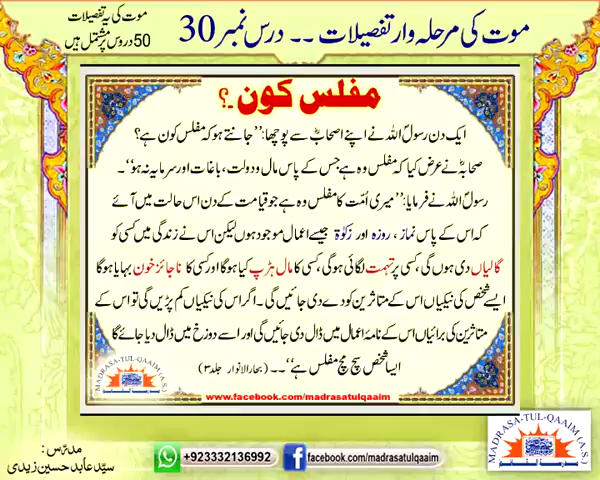 موت کی مرحلہ وار تفصیلات ۔۔ درس نمبر 30
موت کی یہ تفصیلات
50 دروس پر مشتمل ہیں
مفلس کون۔؟
ایک دن رسولؐ اللہ نے اپنے اصحابؓ سے پوچھا: ’’جانتے ہو کہ مفلس کون ہے؟
صحابہؓ نے عرض کیا کہ مفلس وہ ہے جس کے پاس مال و دولت، باغات اور سرمایہ نہ ہو‘‘۔
رسولؐ اللہ نے فرمایا: ’’میری اُمّت کا مفلس وہ ہے جو قیامت کے دن اس حالت میں آئے
کہ اس کے پاس نماز، روزہ اور زکوٰۃ جیسے اعمال موجود ہوں لیکن اس نے زندگی میں کسی کو
گالیاں دی ہوں گی، کسی پر تہمت لگائی ہو گی، کسی کا مال ہڑپ کیا ہو گا اور کسی کا ناجائز خون بہایا ہو گا
ایسے شخص کی نیکیاں اس کے متاثرین کو دے دی جائیں گی۔ اگر اس کی نیکیاں کم پڑیں گی تو اس کے
متاثرین کی برائیاں اس کے نامۂ اعمال میں ڈال دی جائیں گی اور اسے دوزخ میں ڈال دیا جائے گا
ایسا شخص سچ مچ مفلس ہے‘‘۔۔ (بحار الانوار جلد ۳)
MADRASA-TUL-QAAIM (A.S.)
www.facebook.com/madrasatulqaaim
مدرّس:
سیّد عابد حسین زیدی
+923332136992
facebook.com/madrasatulqaaim
MADRASA-TUL-QAAIM (A.S.)